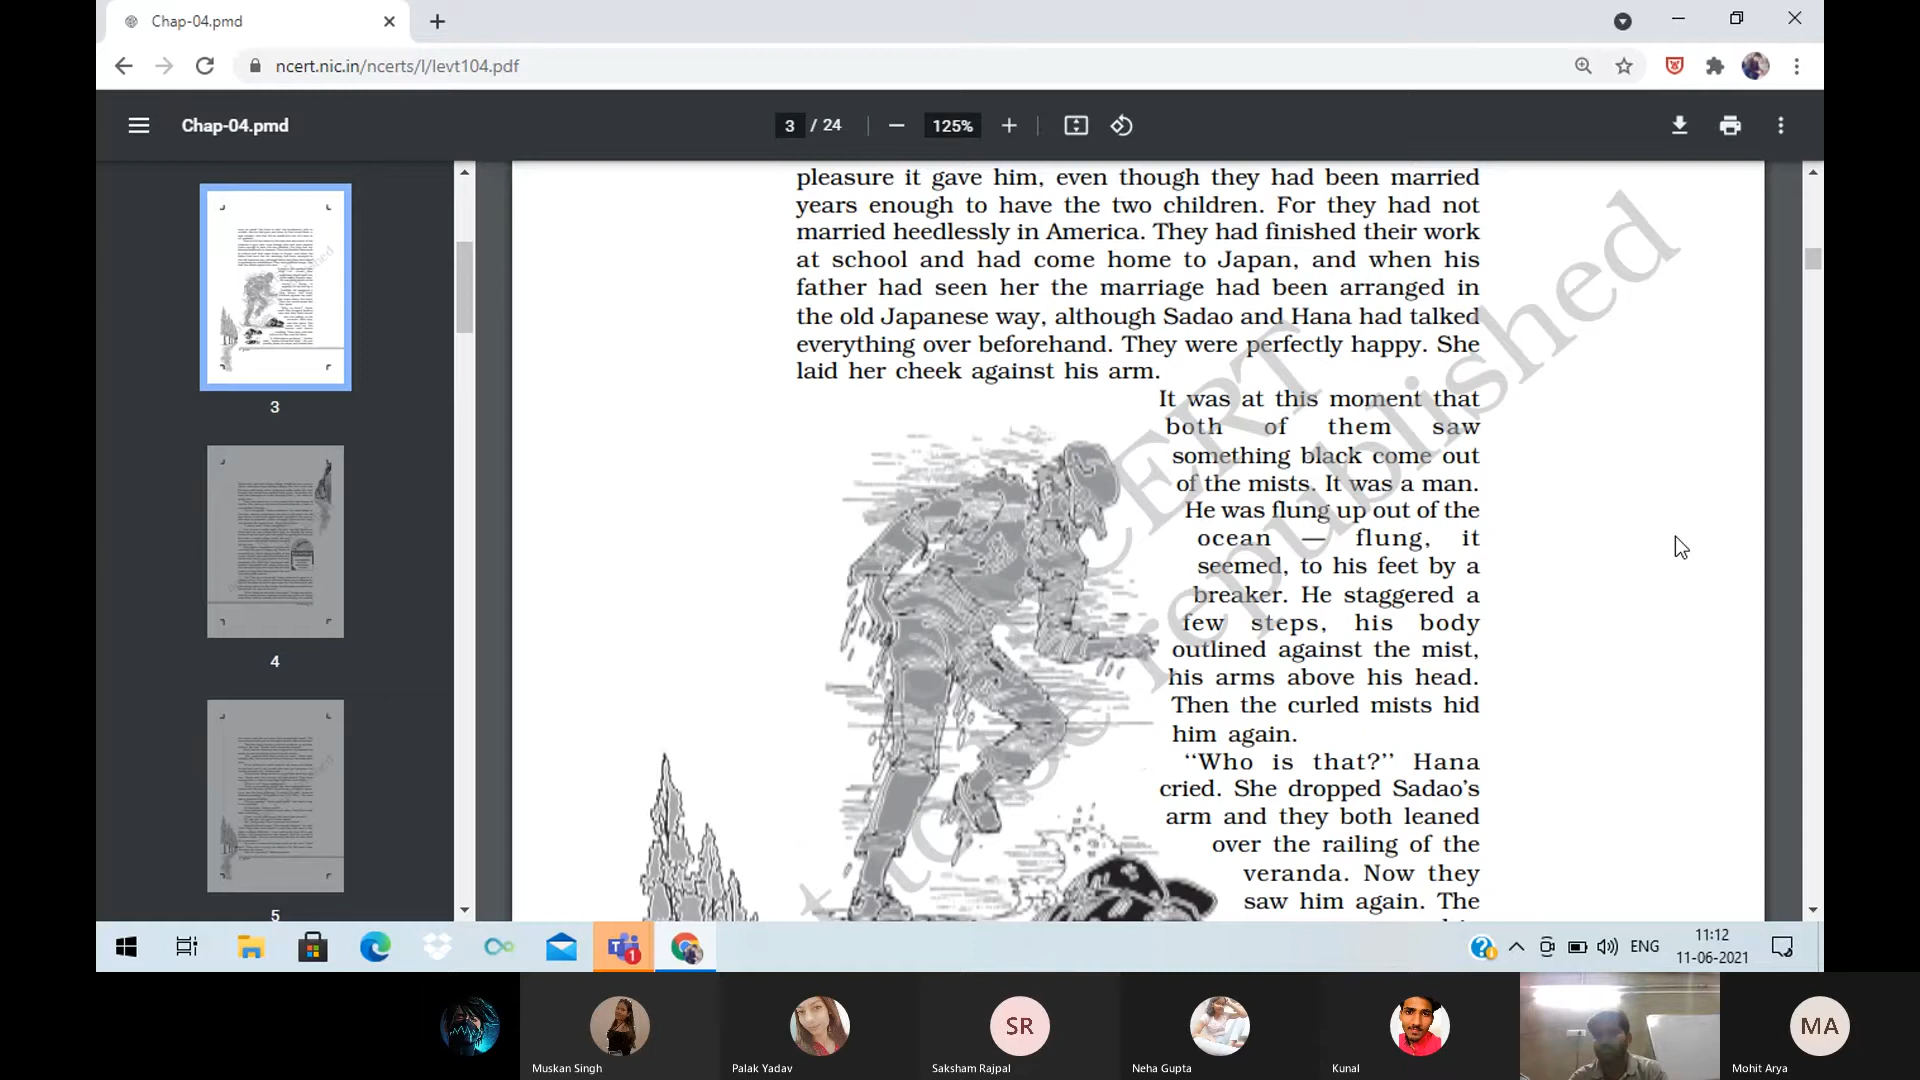 Chap-04.pmd
ncert.nic.in/ncerts/l/levt104.pdf
Chap-04.pmd
3 / 24
125%
pleasure it gave him, even though they had been married
years enough to have the two children. For they had not
married heedlessly in America. They had finished their work
at school and had come home to Japan, and when his
father had seen her the marriage had been arranged in
the old Japanese way, although Sadao and Hana had talked
everything over beforehand. They were perfectly happy. She
laid her cheek against his arm.
It was at this moment that
both of them saw
something black come out
of the mists. It was a man.
He was flung up out of the
ocean — flung, it
seemed, to his feet by a
breaker. He staggered a
few steps, his body
outlined against the mist,
his arms above his head.
Then the curled mists hid
him again.
‘‘Who is that?’’ Hana
cried. She dropped Sadao’s
arm and they both leaned
over the railing of the
veranda. Now they
saw him again. The
3
4
5
1
ENG
11:12
11-06-2021
SR
MA
Muskan Singh
Palak Yadav
Saksham Rajpal
Neha Gupta
Kunal
Mohit Arya